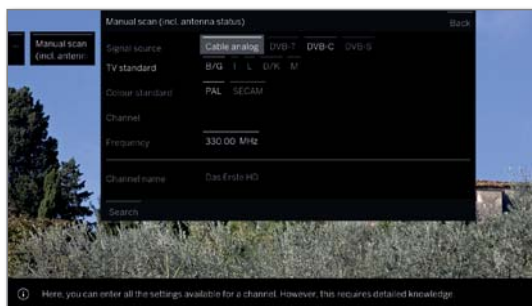 Manual scan (incl. antenna status) Back
Manual scan
(incl. antenn
Signal source Cable analog DVB-T DVB-C DVB-S
TV standard B/G I L D/K M
Colour standard PAL SECAM
Channel
Frequency 330.00 MHz
Channel name Das Erste HD
Search
Here, you can enter all the settings available for a channel. However, this requires detailed knowledge.